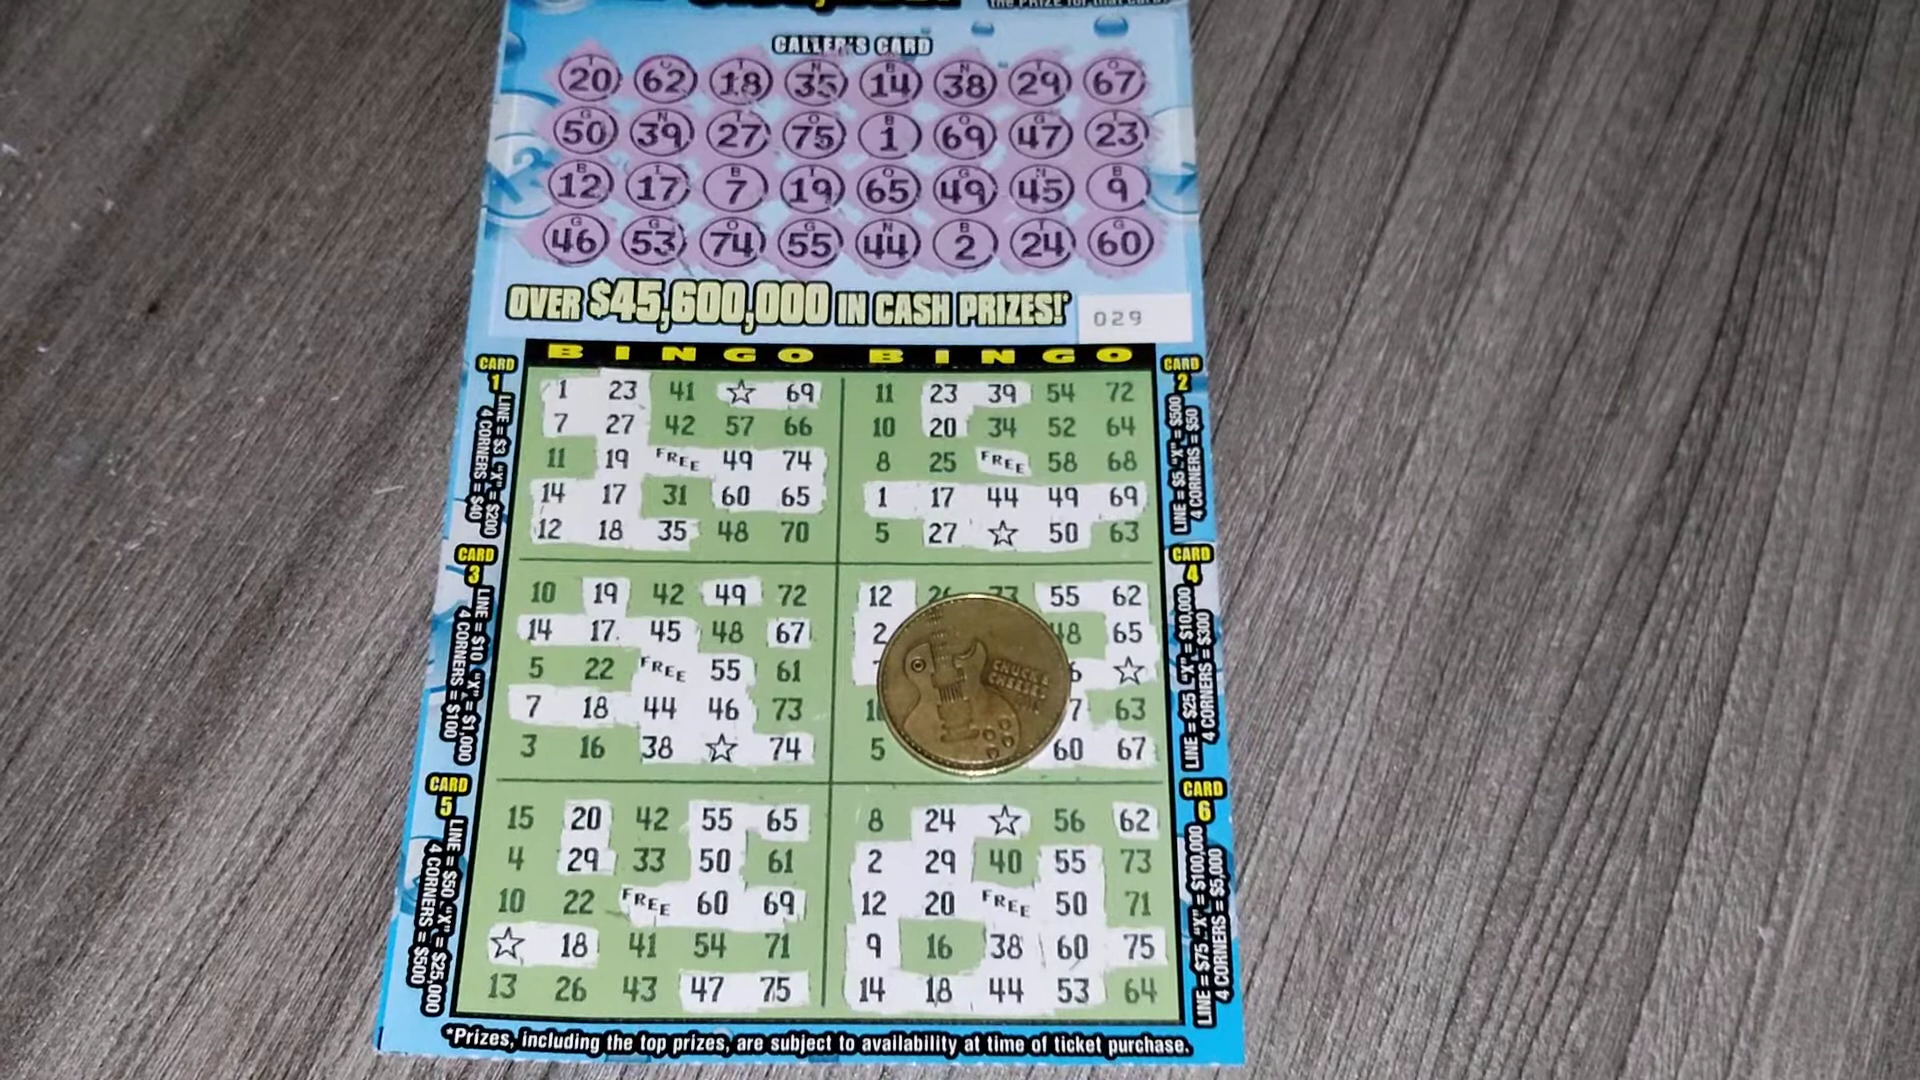 the PRIZE for that card.
CALLER'S CARD
I O I N B N I O
20 62 18 35 14 38 29 67
G N I O B O G I
50 39 27 75 1 69 47 23
B I B I O G N B
12 17 7 19 65 49 45 9
G G O G N B I G
46 53 74 55 44 2 24 60
OVER $45,600,000 IN CASH PRIZES!*
029
B I N G O B I N G O
CARD 1
LINE = $3 "X" = $200
4 CORNERS = $40
1 23 41 69
7 27 42 57 66
11 19 FREE 49 74
14 17 31 60 65
12 18 35 48 70
CARD 2
LINE = $5 "X" = $500
4 CORNERS = $50
11 23 39 54 72
10 20 34 52 64
8 25 FREE 58 68
1 17 44 49 69
5 27 50 63
CARD 3
LINE = $10 "X" = $1,000
4 CORNERS = $100
10 19 42 49 72
14 17 45 48 67
5 22 FREE 55 61
7 18 44 46 73
3 16 38 74
CARD 4
LINE = $25 "X" = $10,000
4 CORNERS = $300
12 55 62
2 48 65
63
5 60 67
CHUCK E
CHEESE'S
CARD 5
LINE = $50 "X" = $25,000
4 CORNERS = $500
15 20 42 55 65
4 29 33 50 61
10 22 FREE 60 69
18 41 54 71
13 26 43 47 75
CARD 6
LINE = $75 "X" = $100,000
4 CORNERS = $5,000
8 24 56 62
2 29 40 55 73
12 20 FREE 50 71
9 16 38 60 75
14 18 44 53 64
*Prizes, including the top prizes, are subject to availability at time of ticket purchase.